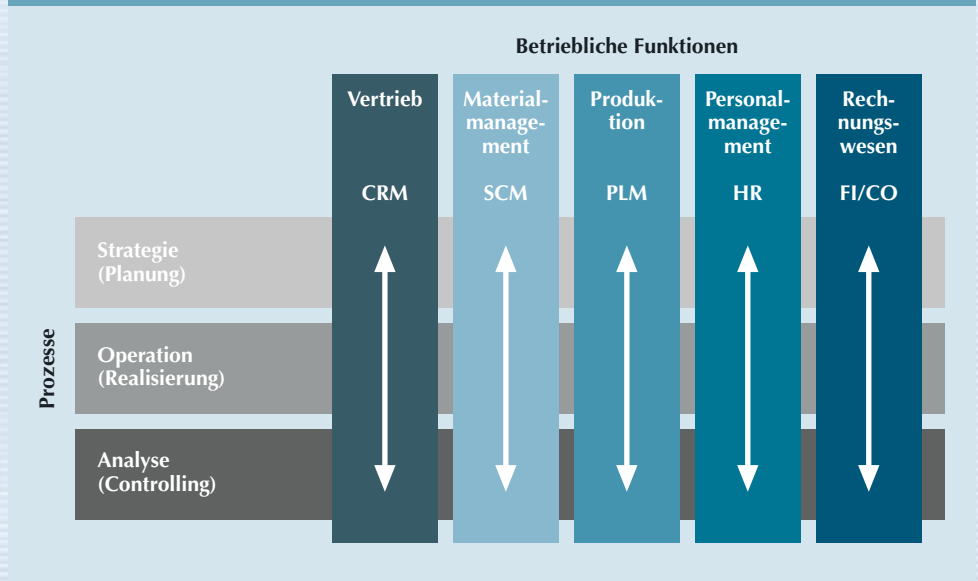 Betriebliche Funktionen
Vertrieb
Material-
manage-
ment
Produk-
tion
Personal-
manage-
ment
Rech-
nungs-
wesen
CRM
SCM
PLM
HR
FI/CO
Prozesse
Strategie
(Planung)
Operation
(Realisierung)
Analyse
(Controlling)